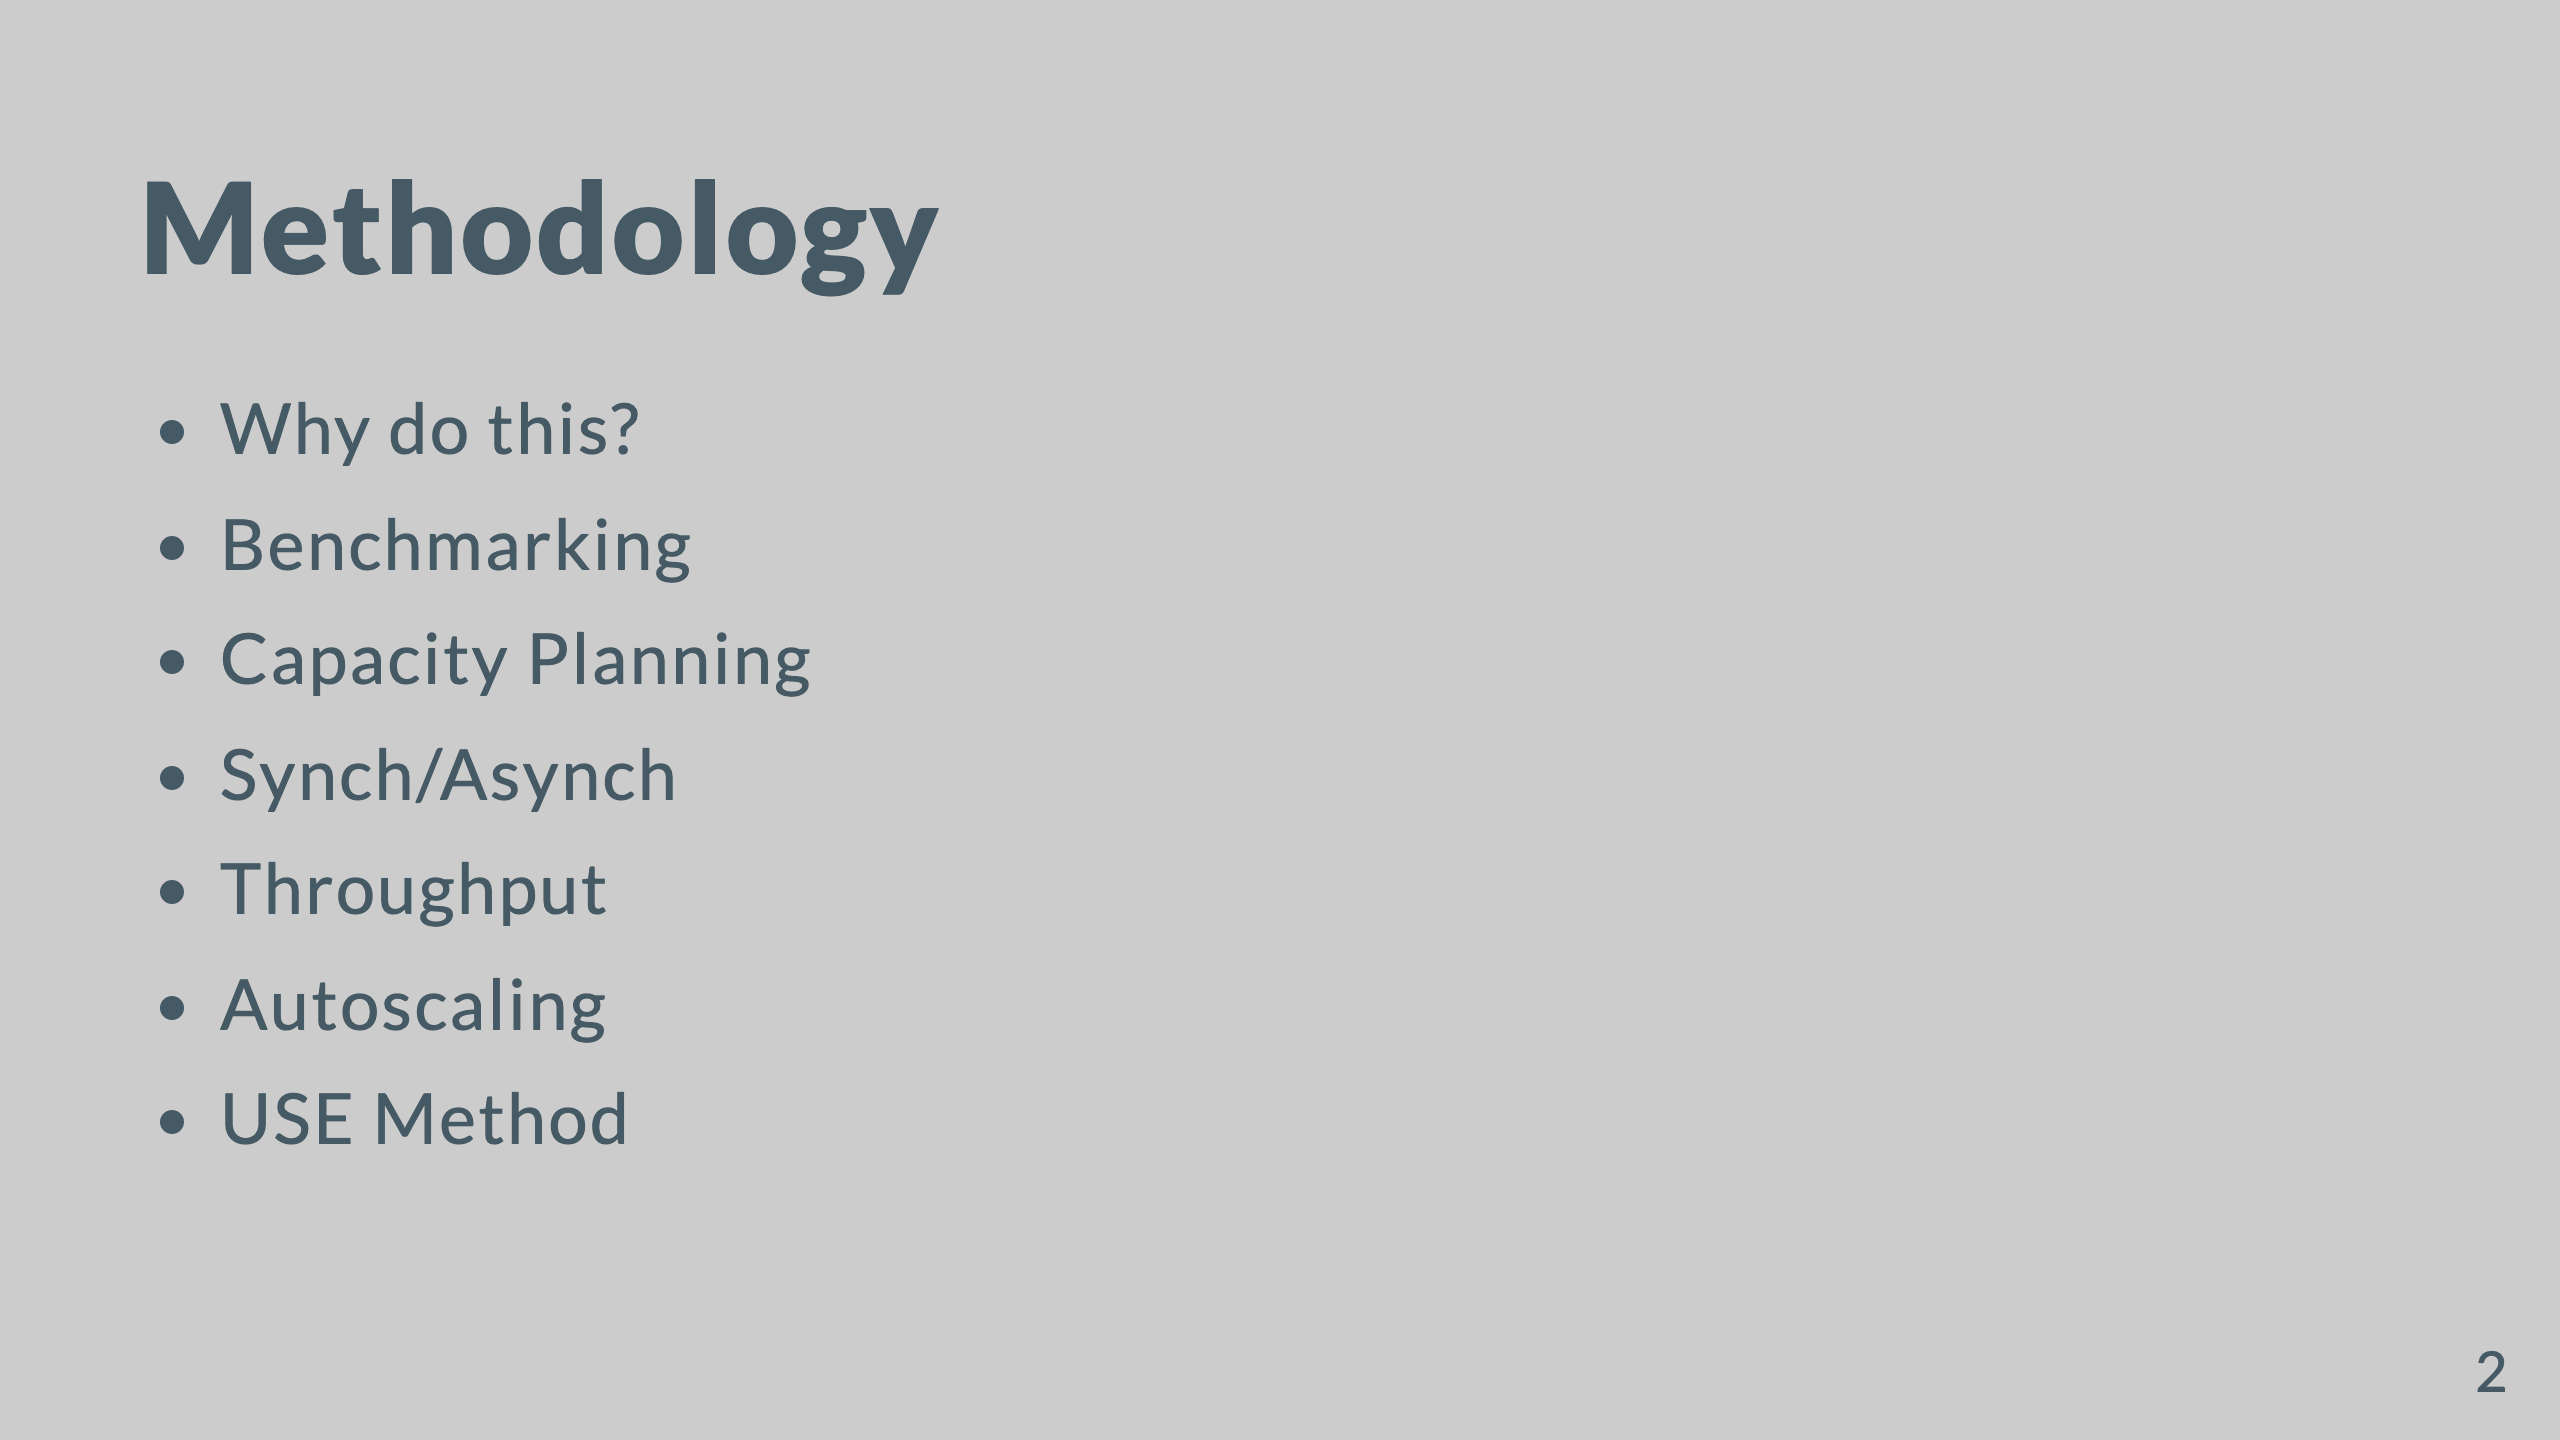 Methodology
• Why do this?
• Benchmarking
• Capacity Planning
• Synch/Asynch
• Throughput
• Autoscaling
• USE Method
2